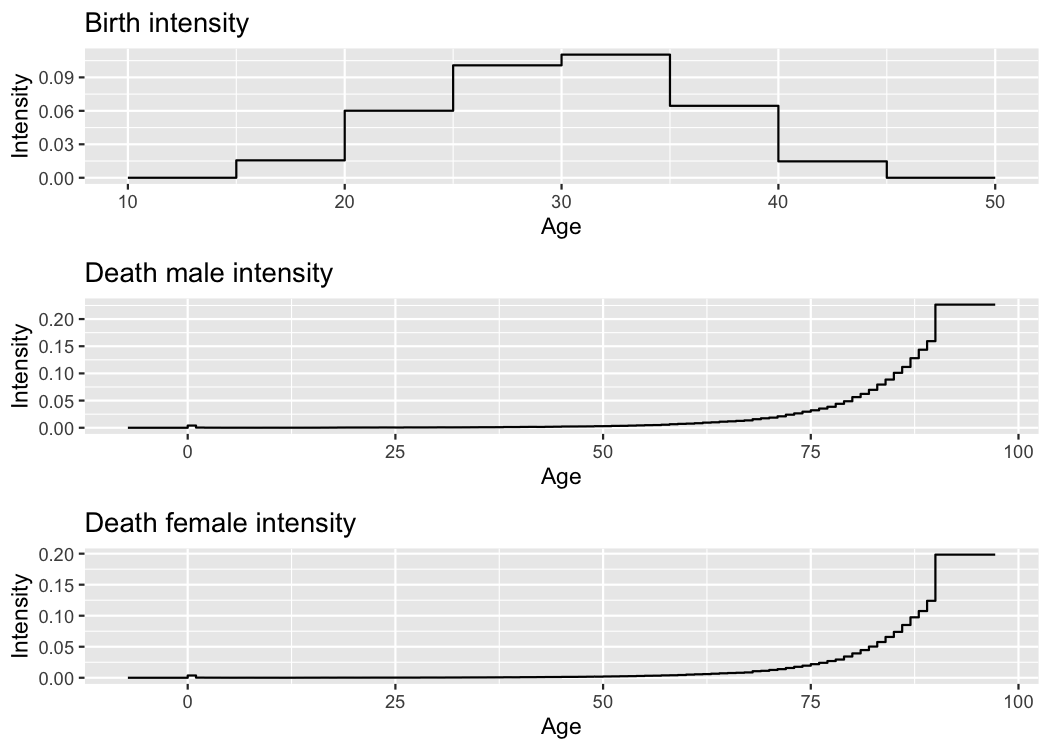 Birth intensity
Intensity
0.09
0.06
0.03
0.00
10 20 30 40 50
Age
Death male intensity
Intensity
0.20
0.15
0.10
0.05
0.00
0 25 50 75 100
Age
Death female intensity
Intensity
0.20
0.15
0.10
0.05
0.00
0 25 50 75 100
Age